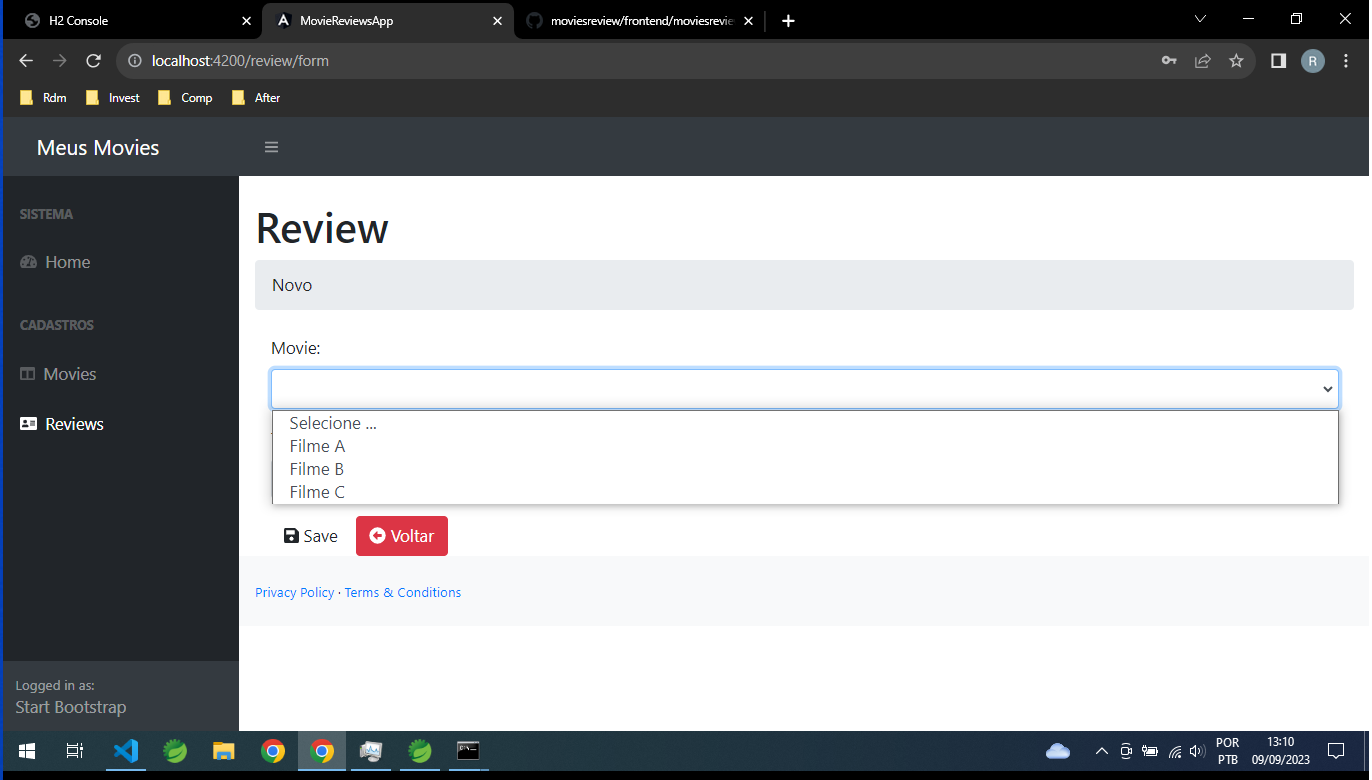 H2 Console
MovieReviewsApp
moviesreview/frontend/moviesrevie
localhost:4200/review/form
R
Rdm
Invest
Comp
After
Meus Movies
SISTEMA
Home
CADASTROS
Movies
Reviews
Logged in as:
Start Bootstrap
Review
Novo
Movie:
Selecione ...
Filme A
Filme B
Filme C
Save
Voltar
Privacy Policy · Terms & Conditions
POR
PTB
13:10
09/09/2023